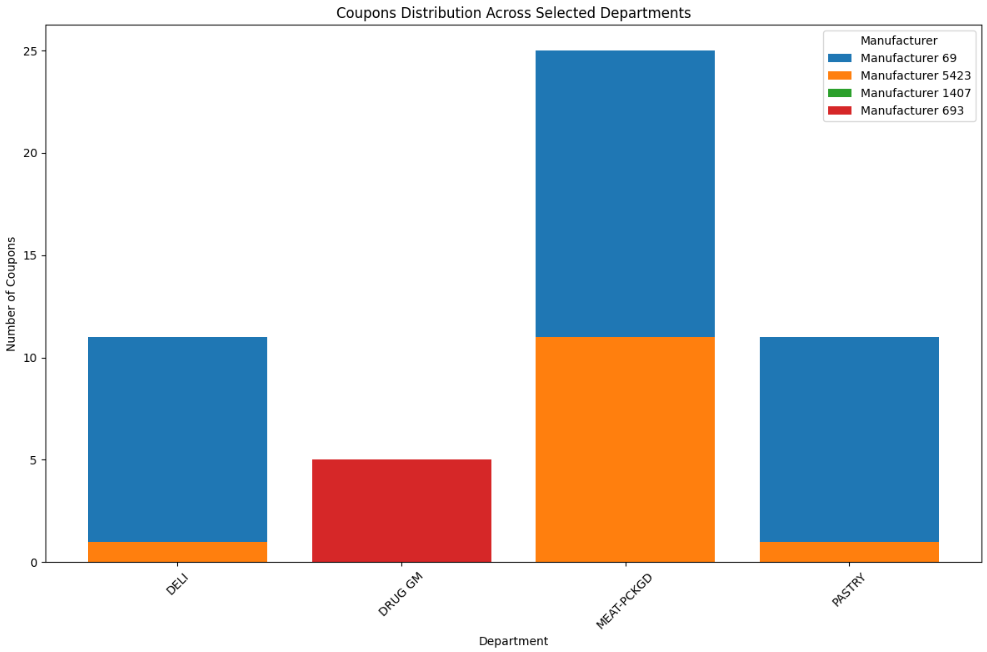 Coupons Distribution Across Selected Departments
Manufacturer
Manufacturer 69
Manufacturer 5423
Manufacturer 1407
Manufacturer 693
Number of Coupons
25
20
15
10
5
0
DELI
DRUG GM
MEAT-PCKGD
PASTRY
Department